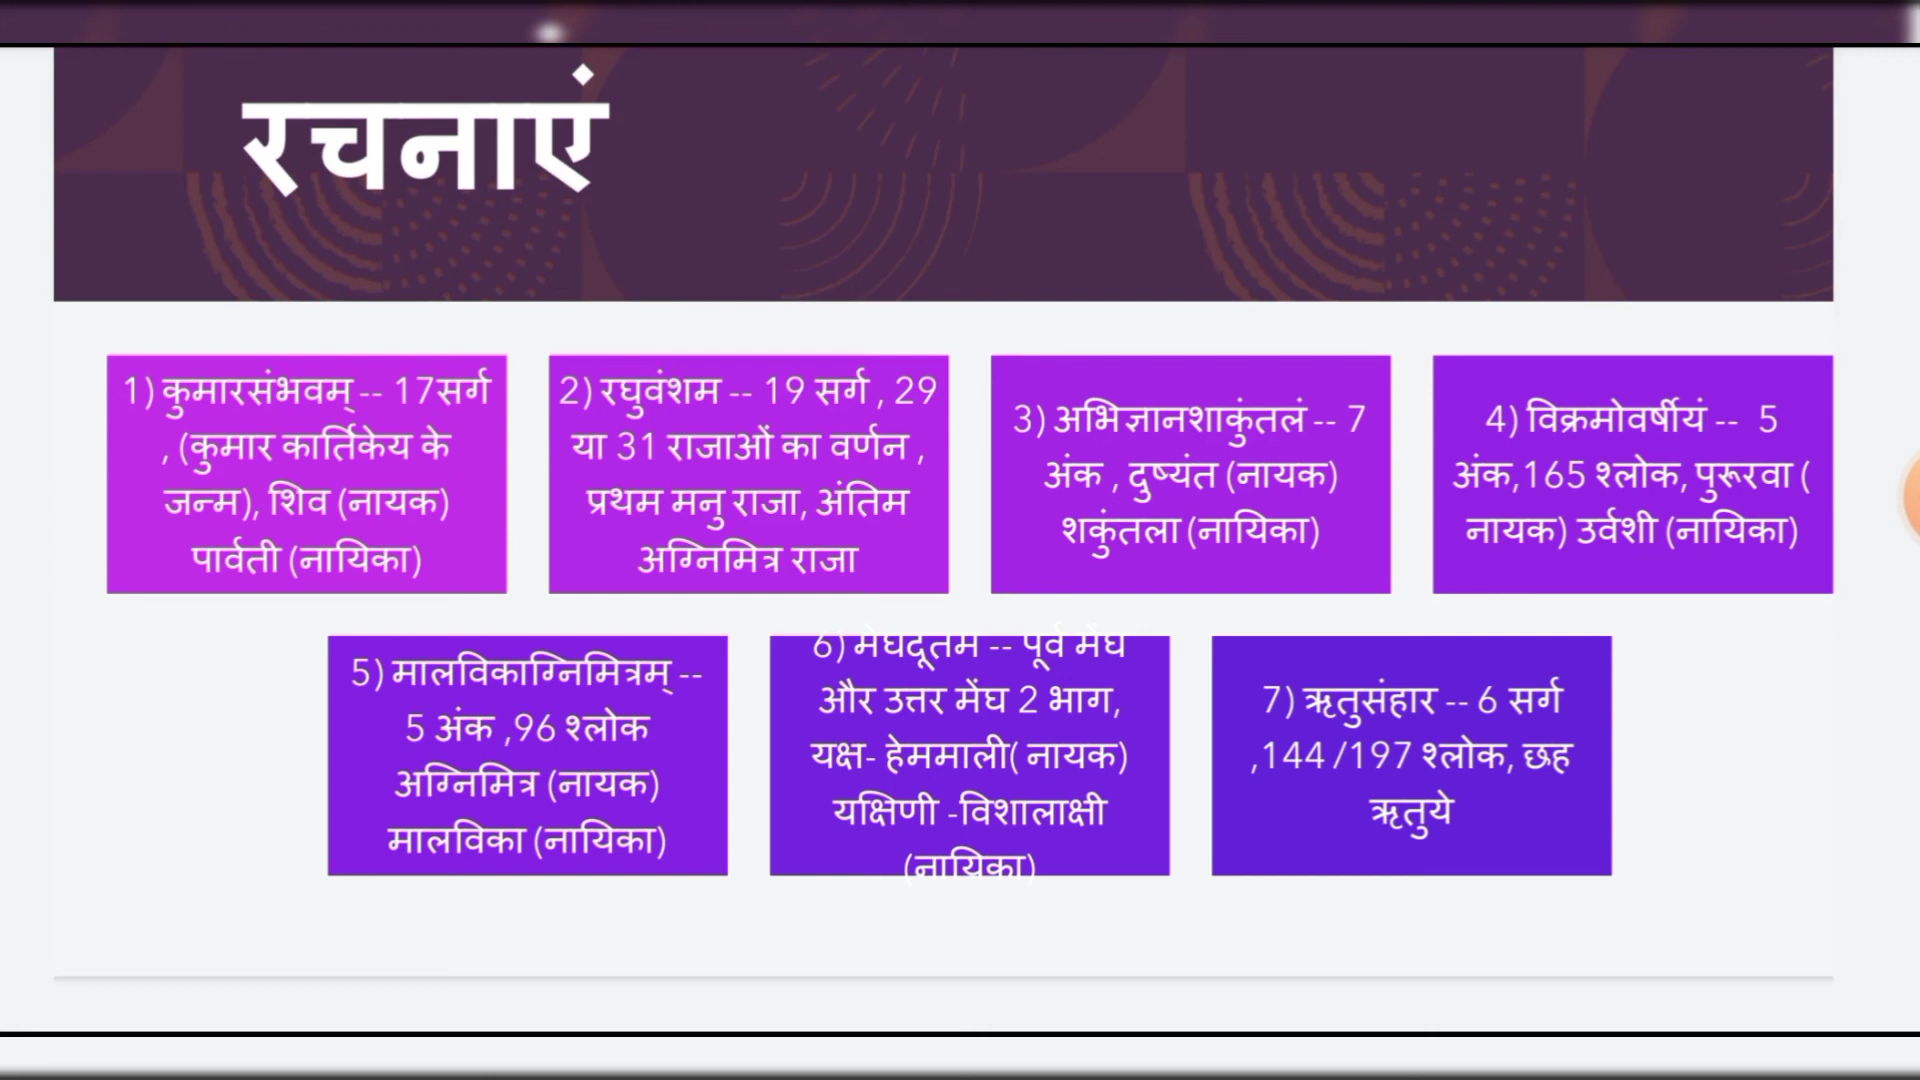 रचनाएं
1) कुमारसंभवम् -- 17सर्ग
, (कुमार कार्तिकेय के
जन्म), शिव (नायक)
पार्वती (नायिका)
2) रघुवंशम -- 19 सर्ग , 29
या 31 राजाओं का वर्णन ,
प्रथम मनु राजा, अंतिम
अग्निमित्र राजा
3) अभिज्ञानशाकुंतलं -- 7
अंक , दुष्यंत (नायक)
शकुंतला (नायिका)
4) विक्रमोवर्षीयं -- 5
अंक,165 श्लोक, पुरूरवा (
नायक) उर्वशी (नायिका)
5) मालविकाग्निमित्रम् --
5 अंक ,96 श्लोक
अग्निमित्र (नायक)
मालविका (नायिका)
6) मेघदूतम -- पूर्व मेंघ
और उत्तर मेंघ 2 भाग,
यक्ष- हेममाली( नायक)
यक्षिणी -विशालाक्षी
(नायिका)
7) ऋतुसंहार -- 6 सर्ग
,144 /197 श्लोक, छह
ऋतुये